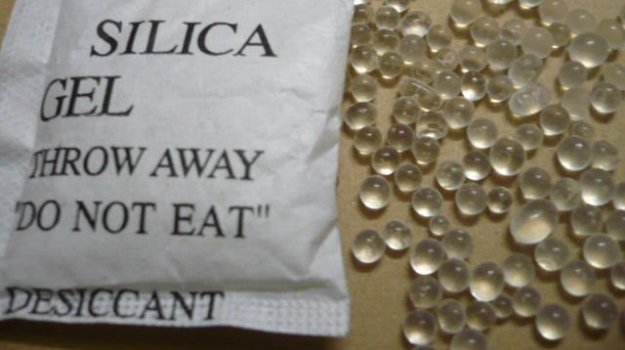 SILICA
GEL
THROW AWAY
"DO NOT EAT"
DESICCANT